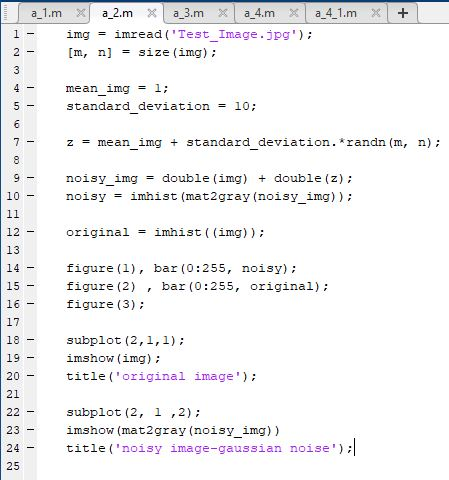 a_1.m a_2.m a_3.m a_4.m a_4_1.m +
1 img = imread('Test_Image.jpg');
2 [m, n] = size(img);
3
4 mean_img = 1;
5 standard_deviation = 10;
6
7 z = mean_img + standard_deviation.*randn(m, n);
8
9 noisy_img = double(img) + double(z);
10 noisy = imhist(mat2gray(noisy_img));
11
12 original = imhist((img));
13
14 figure(1), bar(0:255, noisy);
15 figure(2) , bar(0:255, original);
16 figure(3);
17
18 subplot(2,1,1);
19 imshow(img);
20 title('original image');
21
22 subplot(2, 1 ,2);
23 imshow(mat2gray(noisy_img))
24 title('noisy image-gaussian noise');
25